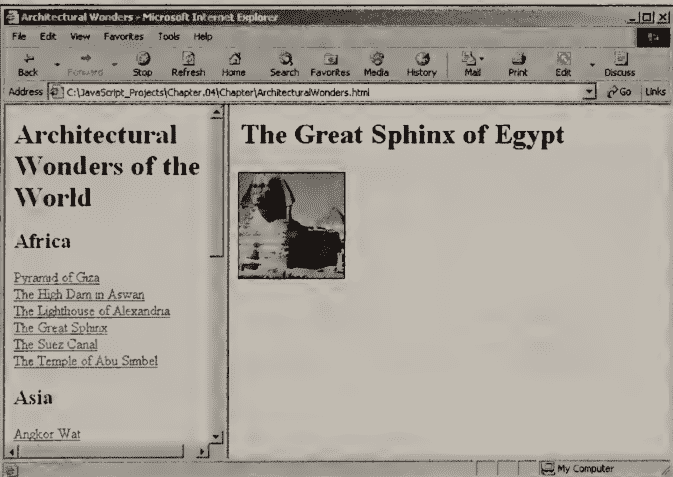 Architectural Wonders - Microsoft Internet Explorer
File Edit View Favorites Tools Help
Back Forward Stop Refresh Home Search Favorites Media History Mail Print Edit Discuss
Address C:\JavaScript_Projects\Chapter.04\Chapter\ArchitecturalWonders.html Go Links
Architectural
Wonders of the
World
Africa
Pyramid of Giza
The High Dam in Aswan
The Lighthouse of Alexandria
The Great Sphinx
The Suez Canal
The Temple of Abu Simbel
Asia
Angkor Wat
The Great Sphinx of Egypt
My Computer